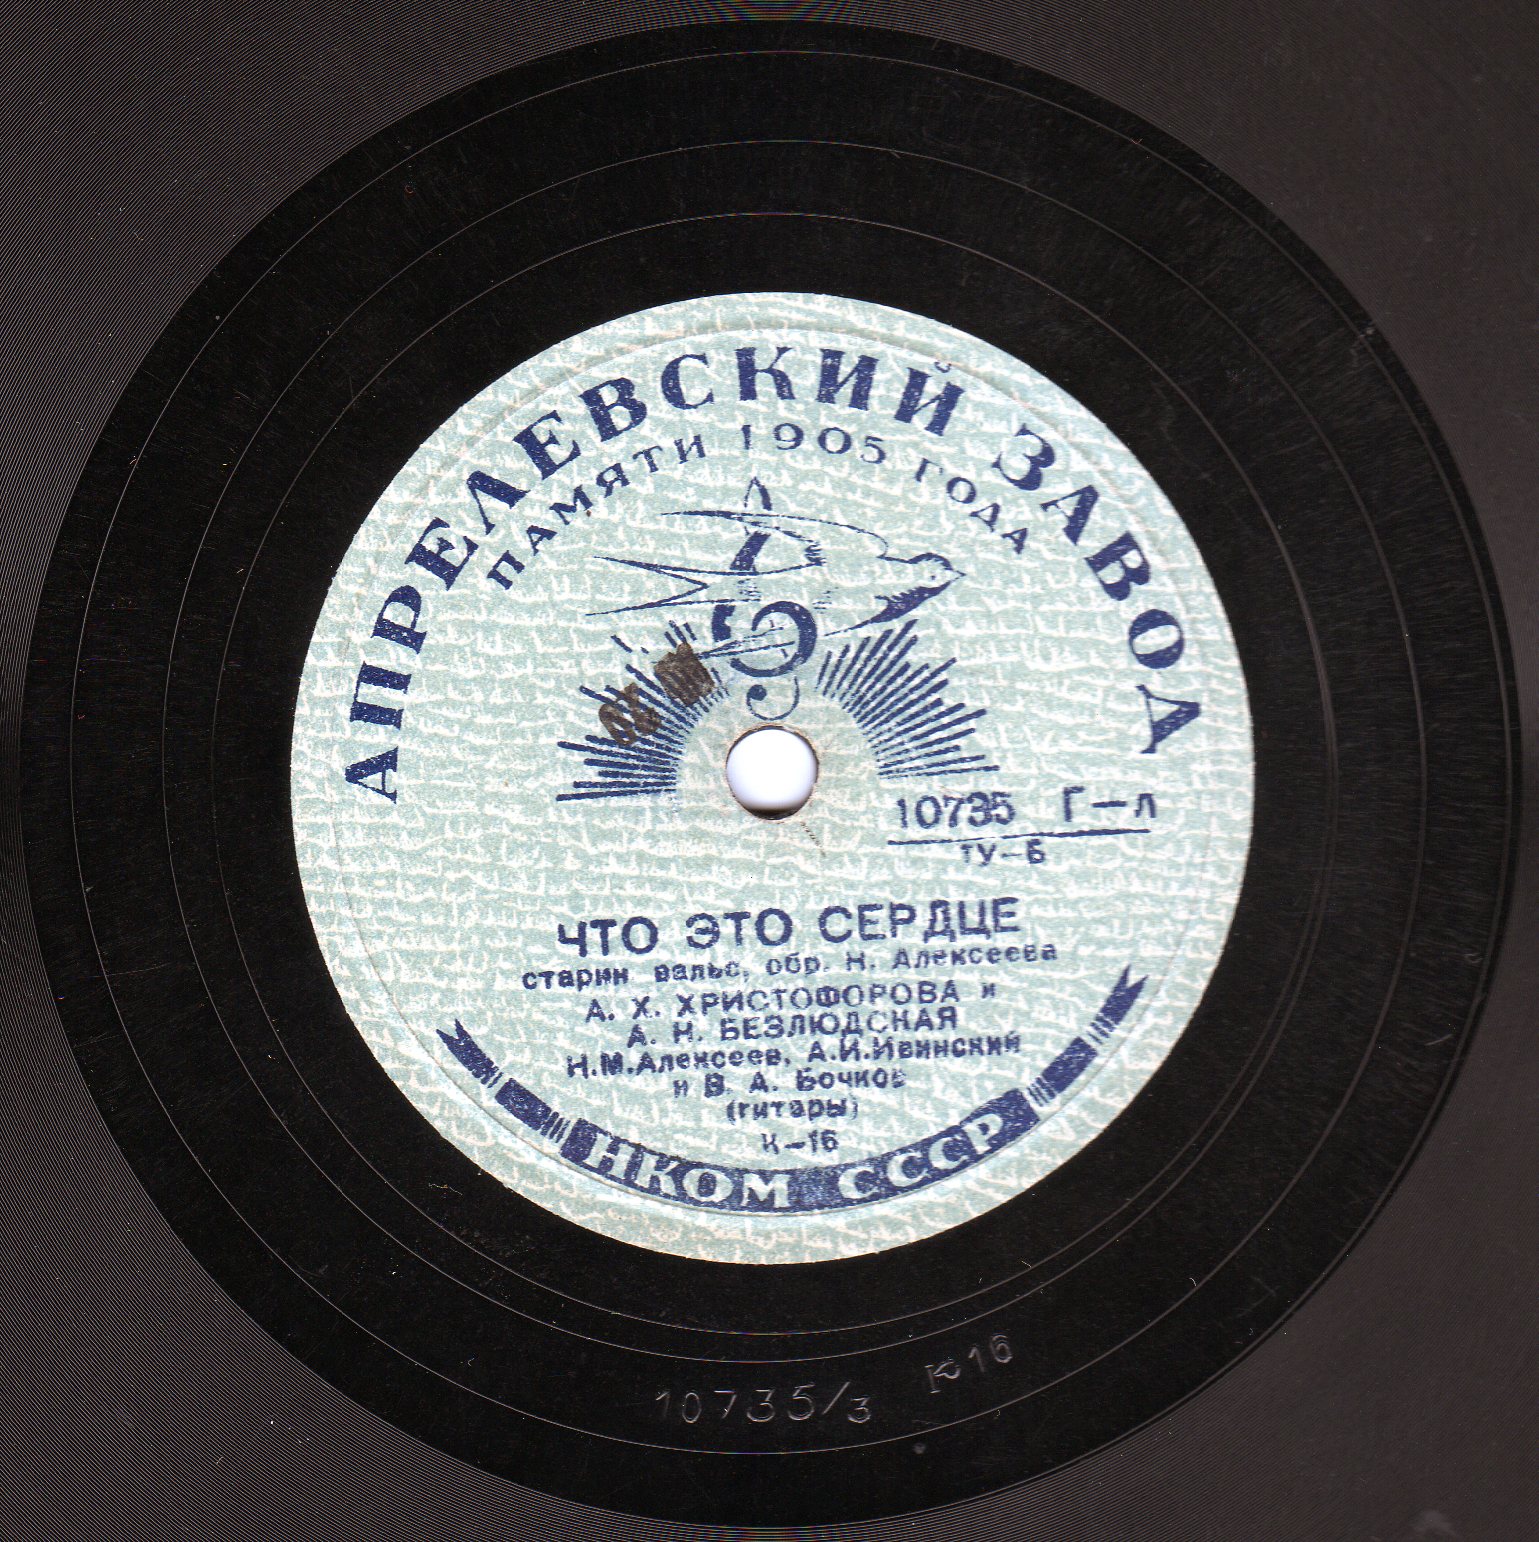 АПРЕЛЕВСКИЙ ЗАВОД
ПАМЯТИ 1905 ГОДА
10735 Г—л
ТУ—Б
ЧТО ЭТО СЕРДЦЕ
старин вальс, обр. Н. Алексеева
А. Х. ХРИСТОФОРОВА и
А. Н. БЕЗЛЮДСКАЯ
Н.М.Алексеев, А.И.Ивинский
и В. А. Бочков
(гитары)
К—16
НКОМ СССР
10735/3 К16